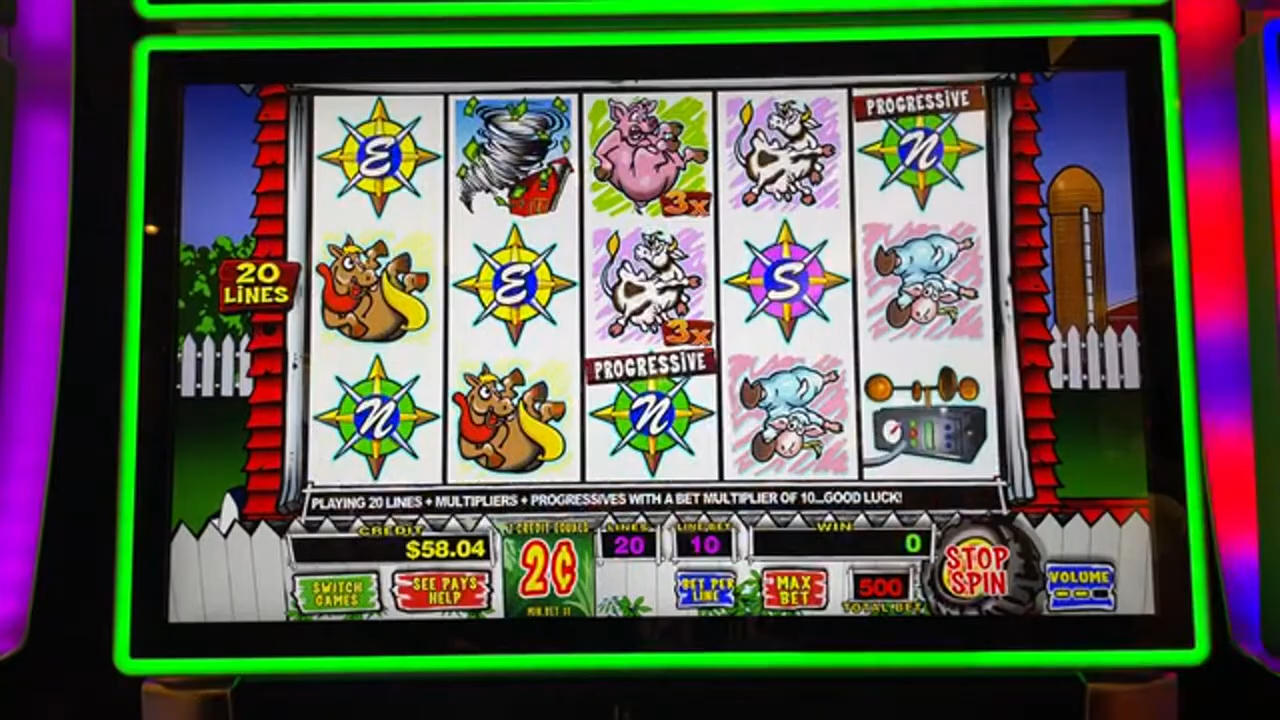 PROGRESSiVE
E
N
3x
20
LiNES
E
S
3x
PROGRESSiVE
N
N
PLAYING 20 LINES + MULTIPLIERS + PROGRESSIVES WITH A BET MULTIPLIER OF 10...GOOD LUCK!
CREDIT
1 CREDIT EQUALS
LINES
LINE BET
WIN
$58.04
2¢
20
10
0
STOP
SPIN
SWITCH
GAMES
SEE PAYS
HELP
BET PER
LINE
MAX
BET
500
VOLUME
TOTAL BET